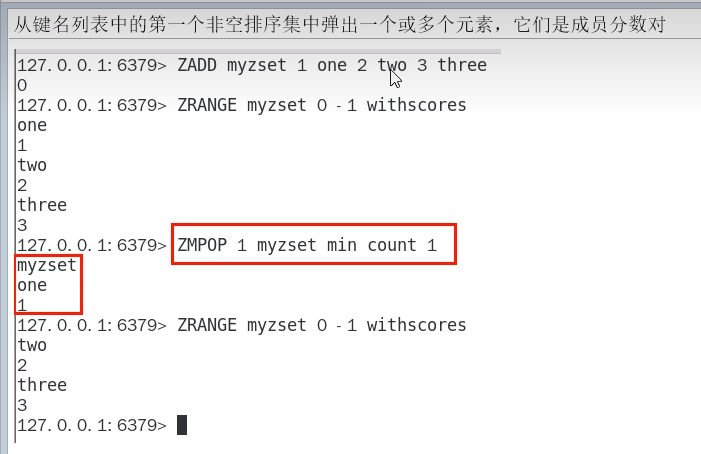 从键名列表中的第一个非空排序集中弹出一个或多个元素，它们是成员分数对
127.0.0.1:6379> ZADD myzset 1 one 2 two 3 three
0
127.0.0.1:6379> ZRANGE myzset 0 -1 withscores
one
1
two
2
three
3
127.0.0.1:6379> ZMPOP 1 myzset min count 1
myzset
one
1
127.0.0.1:6379> ZRANGE myzset 0 -1 withscores
two
2
three
3
127.0.0.1:6379>